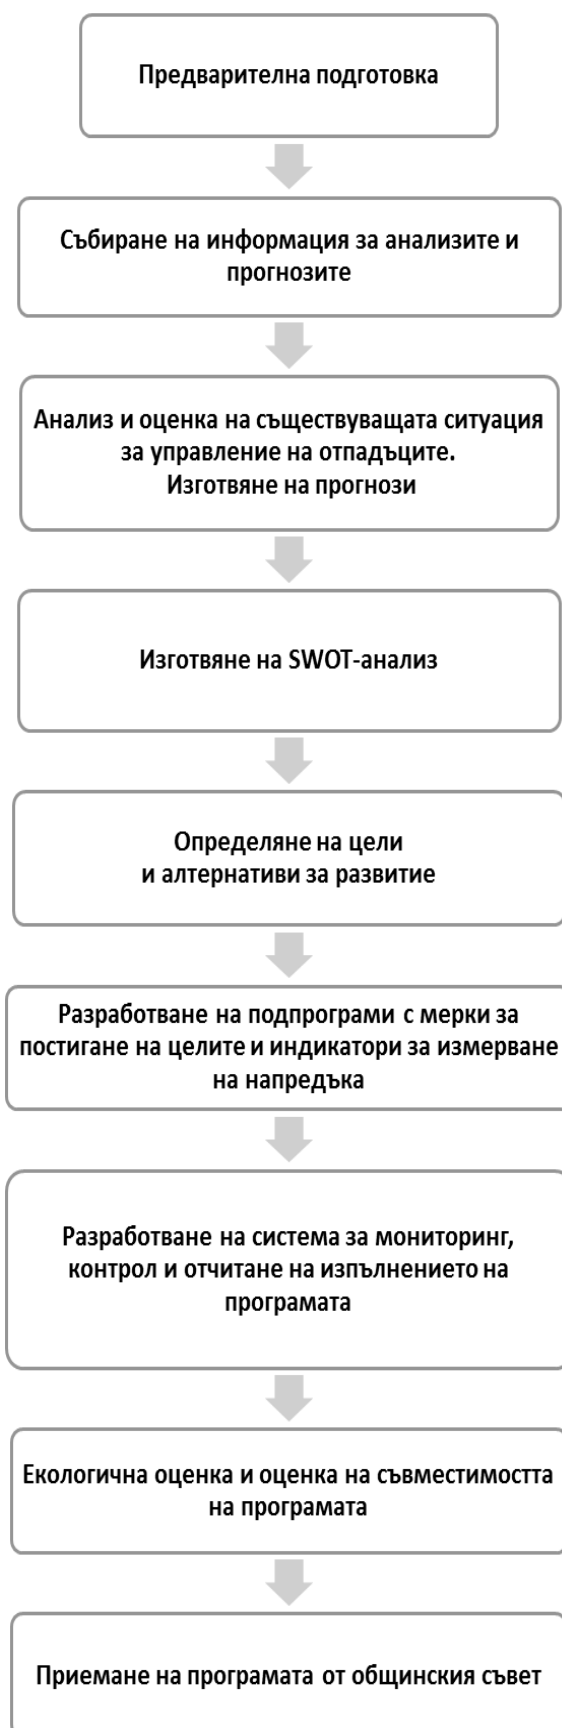 Предварителна подготовка
Събиране на информация за анализите и
прогнозите
Анализ и оценка на съществуващата ситуация
за управление на отпадъците.
Изготвяне на прогнози
Изготвяне на SWOT-анализ
Определяне на цели
и алтернативи за развитие
Разработване на подпрограми с мерки за
постигане на целите и индикатори за измерване
на напредъка
Разработване на система за мониторинг,
контрол и отчитане на изпълнението на
програмата
Екологична оценка и оценка на съвместимостта
на програмата
Приемане на програмата от общинския съвет